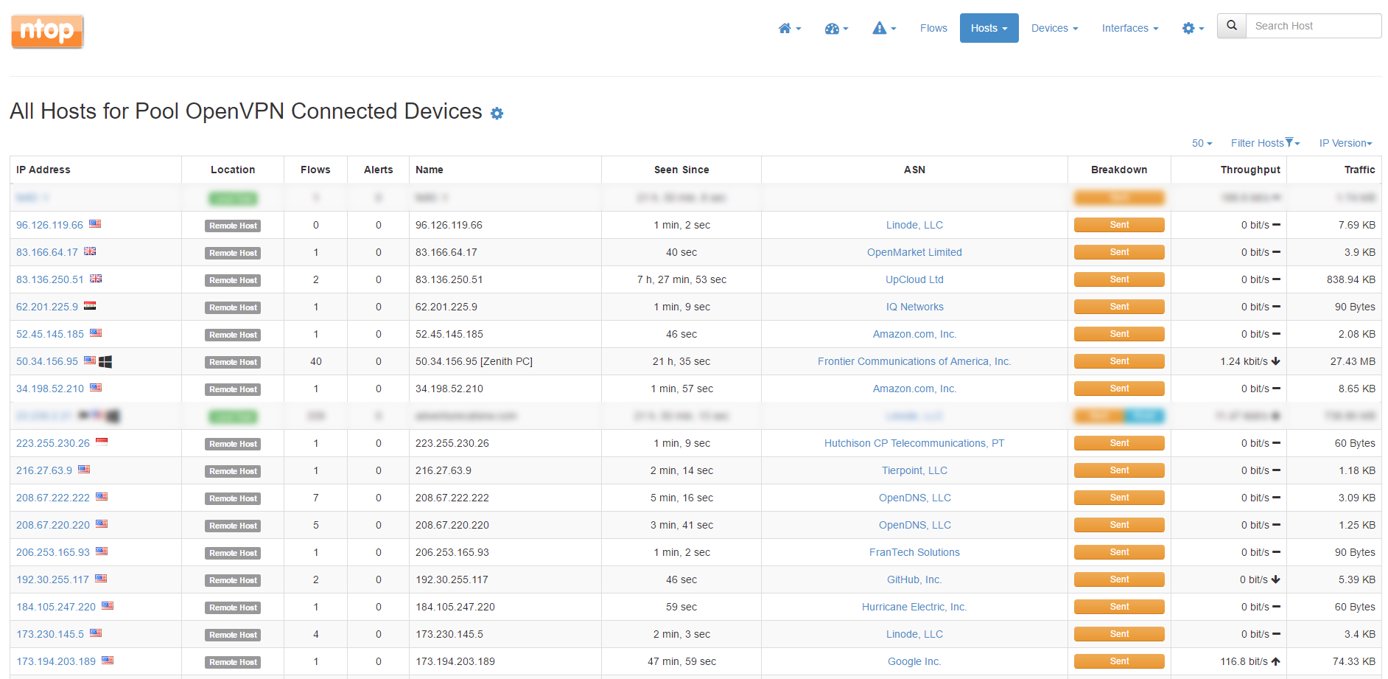 ntop
Flows Hosts Devices Interfaces Search Host
All Hosts for Pool OpenVPN Connected Devices
50 Filter Hosts IP Version
IP Address Location Flows Alerts Name Seen Since ASN Breakdown Throughput Traffic
96.126.119.66 Remote Host 0 0 96.126.119.66 1 min, 2 sec Linode, LLC Sent 0 bit/s 7.69 KB
83.166.64.17 Remote Host 1 0 83.166.64.17 40 sec OpenMarket Limited Sent 0 bit/s 3.9 KB
83.136.250.51 Remote Host 2 0 83.136.250.51 7 h, 27 min, 53 sec UpCloud Ltd Sent 0 bit/s 838.94 KB
62.201.225.9 Remote Host 1 0 62.201.225.9 1 min, 9 sec IQ Networks Sent 0 bit/s 90 Bytes
52.45.145.185 Remote Host 1 0 52.45.145.185 46 sec Amazon.com, Inc. Sent 0 bit/s 2.08 KB
50.34.156.95 Remote Host 40 0 50.34.156.95 [Zenith PC] 21 h, 35 sec Frontier Communications of America, Inc. Sent 1.24 kbit/s 27.43 MB
34.198.52.210 Remote Host 1 0 34.198.52.210 1 min, 57 sec Amazon.com, Inc. Sent 0 bit/s 8.65 KB
223.255.230.26 Remote Host 1 0 223.255.230.26 1 min, 9 sec Hutchison CP Telecommunications, PT Sent 0 bit/s 60 Bytes
216.27.63.9 Remote Host 1 0 216.27.63.9 2 min, 14 sec Tierpoint, LLC Sent 0 bit/s 1.18 KB
208.67.222.222 Remote Host 7 0 208.67.222.222 5 min, 16 sec OpenDNS, LLC Sent 0 bit/s 3.09 KB
208.67.220.220 Remote Host 5 0 208.67.220.220 3 min, 41 sec OpenDNS, LLC Sent 0 bit/s 1.25 KB
206.253.165.93 Remote Host 1 0 206.253.165.93 1 min, 2 sec FranTech Solutions Sent 0 bit/s 90 Bytes
192.30.255.117 Remote Host 2 0 192.30.255.117 46 sec GitHub, Inc. Sent 0 bit/s 5.39 KB
184.105.247.220 Remote Host 1 0 184.105.247.220 59 sec Hurricane Electric, Inc. Sent 0 bit/s 60 Bytes
173.230.145.5 Remote Host 4 0 173.230.145.5 2 min, 3 sec Linode, LLC Sent 0 bit/s 3.4 KB
173.194.203.189 Remote Host 1 0 173.194.203.189 47 min, 59 sec Google Inc. Sent 116.8 bit/s 74.33 KB